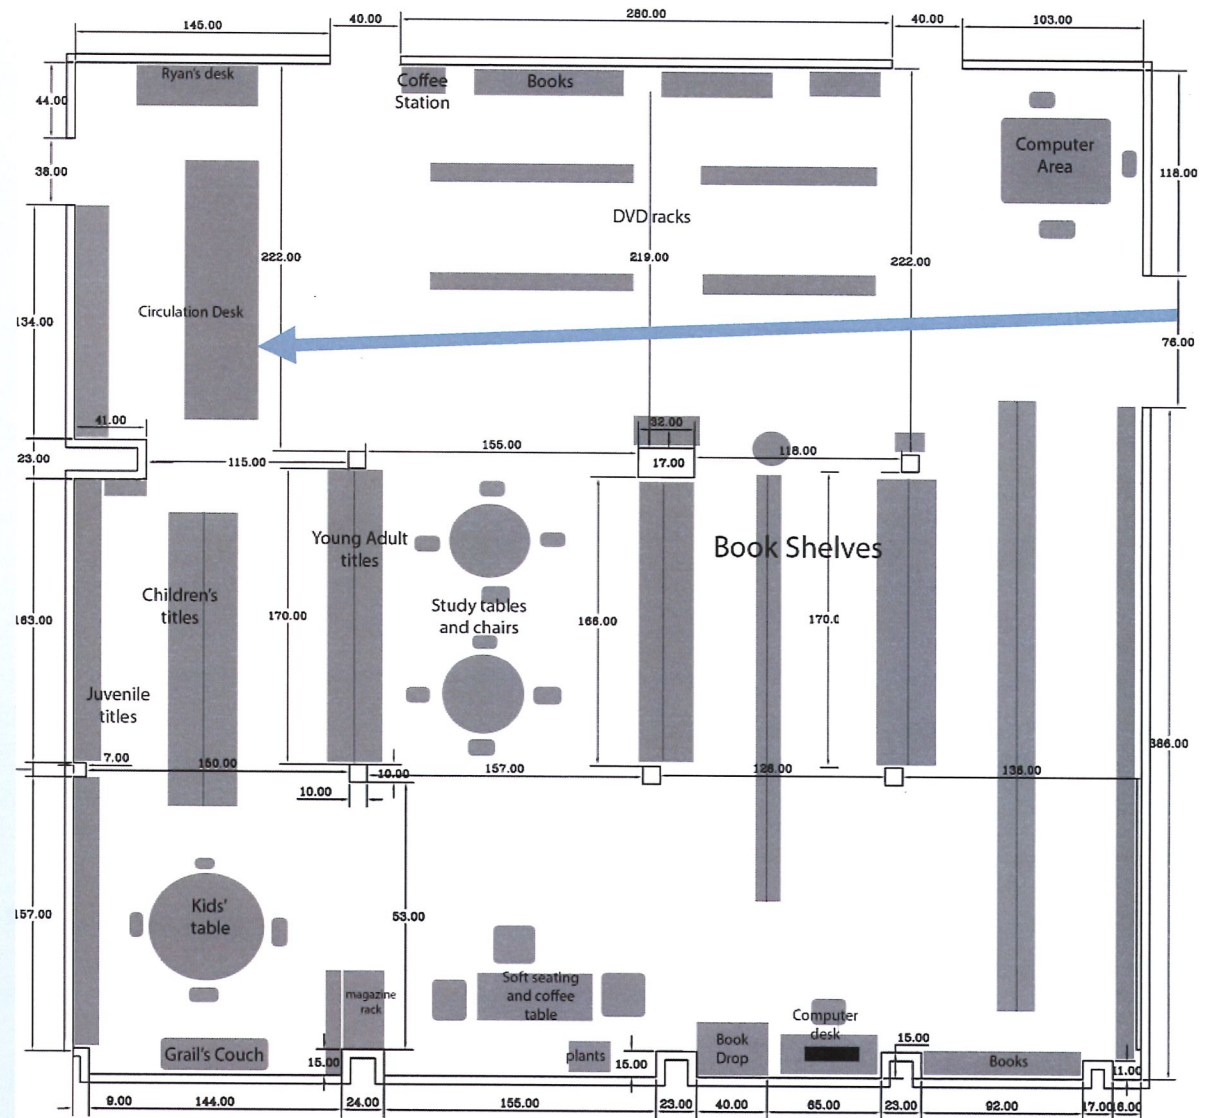 145.00
40.00
280.00
40.00
103.00
Ryan's desk
Coffee
Station
Books
44.00
38.00
Computer
Area
118.00
DVD racks
222.00
219.00
222.00
Circulation Desk
134.00
76.00
41.00
23.00
115.00
155.00
32.00
17.00
118.00
Young Adult
titles
Book Shelves
Children's
titles
Study tables
and chairs
163.00
170.00
166.00
Juvenile
titles
7.00
150.00
10.00
157.00
126.00
386.00
10.00
Kids'
table
157.00
53.00
magazine
rack
Soft seating
and coffee
table
Computer
desk
Book
Drop
Grail's Couch
15.00
plants
15.00
15.00
Books
11.00
9.00
144.00
24.00
155.00
23.00
40.00
65.00
23.00
92.00
17.00